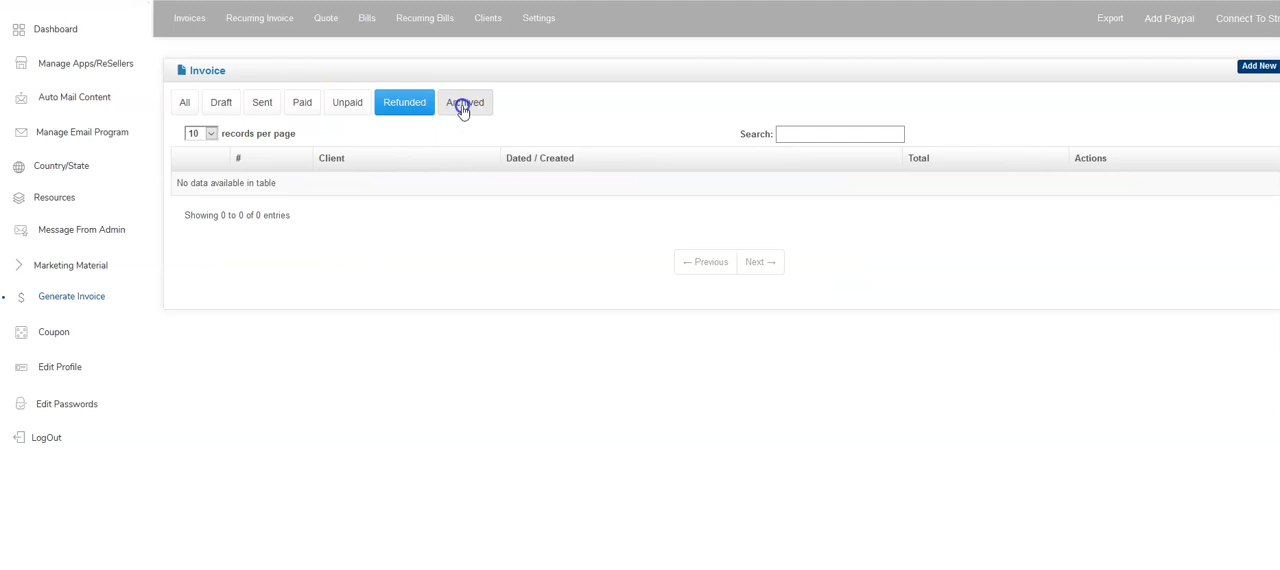 Invoices Recurring Invoice Quote Bills Recurring Bills Clients Settings Export Add Paypal Connect To
Dashboard
Manage Apps/ReSellers
Auto Mail Content
Manage Email Program
Country/State
Resources
Message From Admin
Marketing Material
Generate Invoice
Coupon
Edit Profile
Edit Passwords
LogOut
Invoice Add New
All Draft Sent Paid Unpaid Refunded
10 records per page Search:
# Client Dated / Created Total Actions
No data available in table
Showing 0 to 0 of 0 entries
← Previous Next →